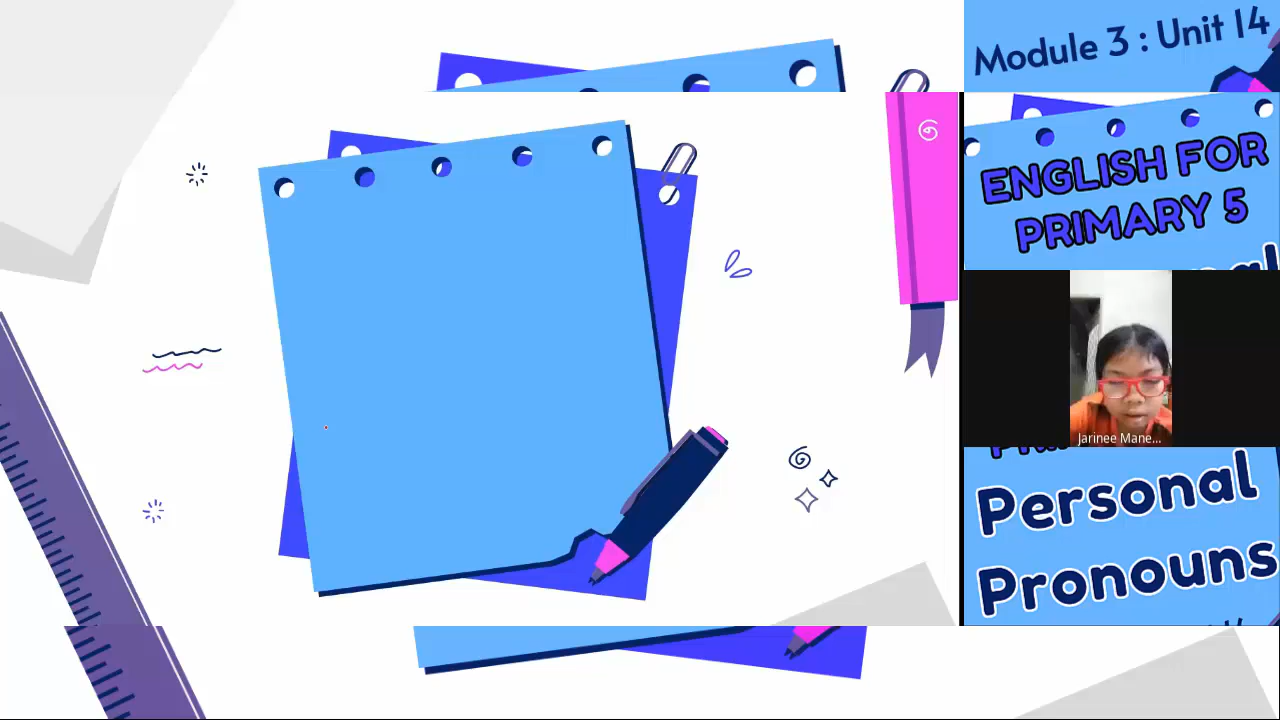 Module 3 : Unit 14
ENGLISH FOR
PRIMARY 5
Jarinee Mane...
Personal
Pronouns